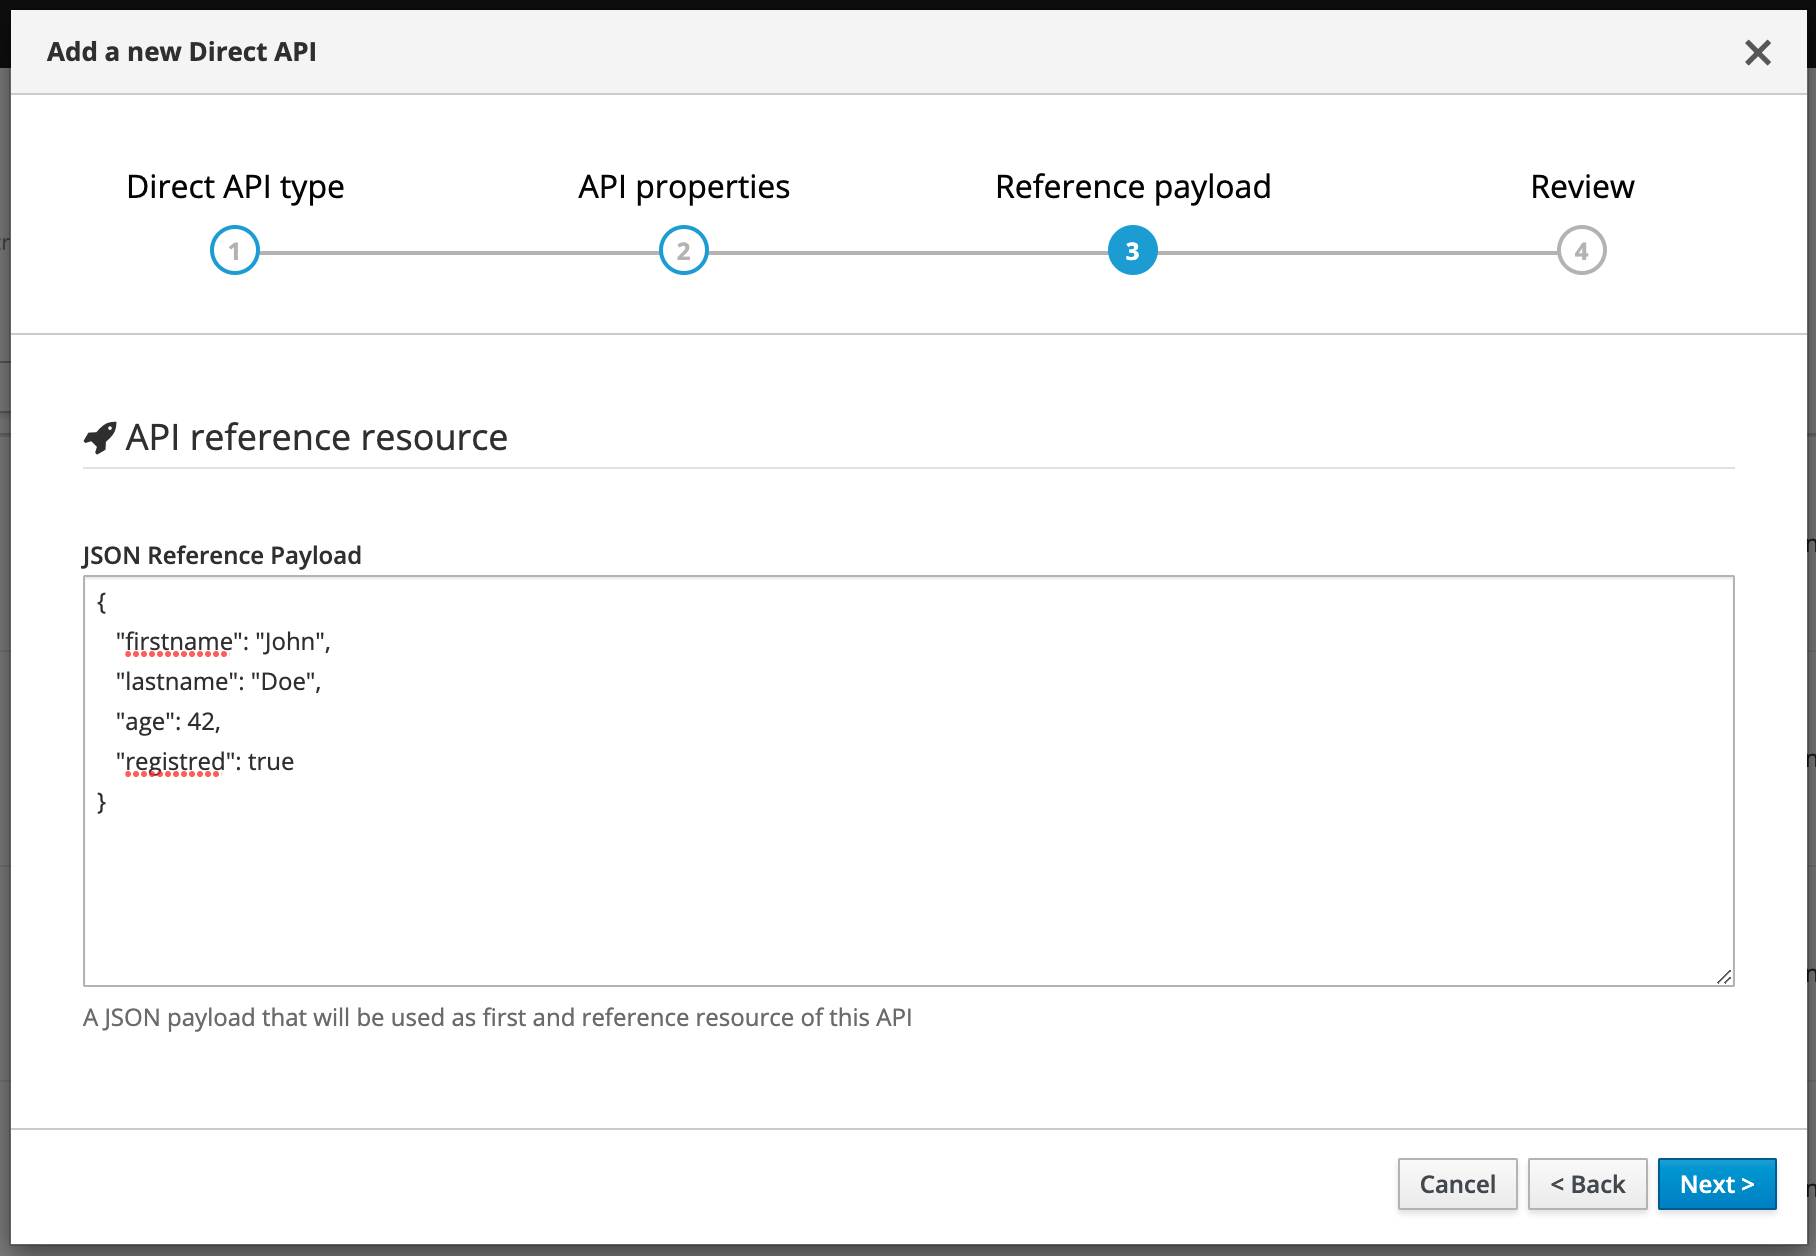 Add a new Direct API
Direct API type
API properties
Reference payload
Review
1
2
3
4
API reference resource
JSON Reference Payload
{
"firstname": "John",
"lastname": "Doe",
"age": 42,
"registred": true
}
A JSON payload that will be used as first and reference resource of this API
Cancel
< Back
Next >